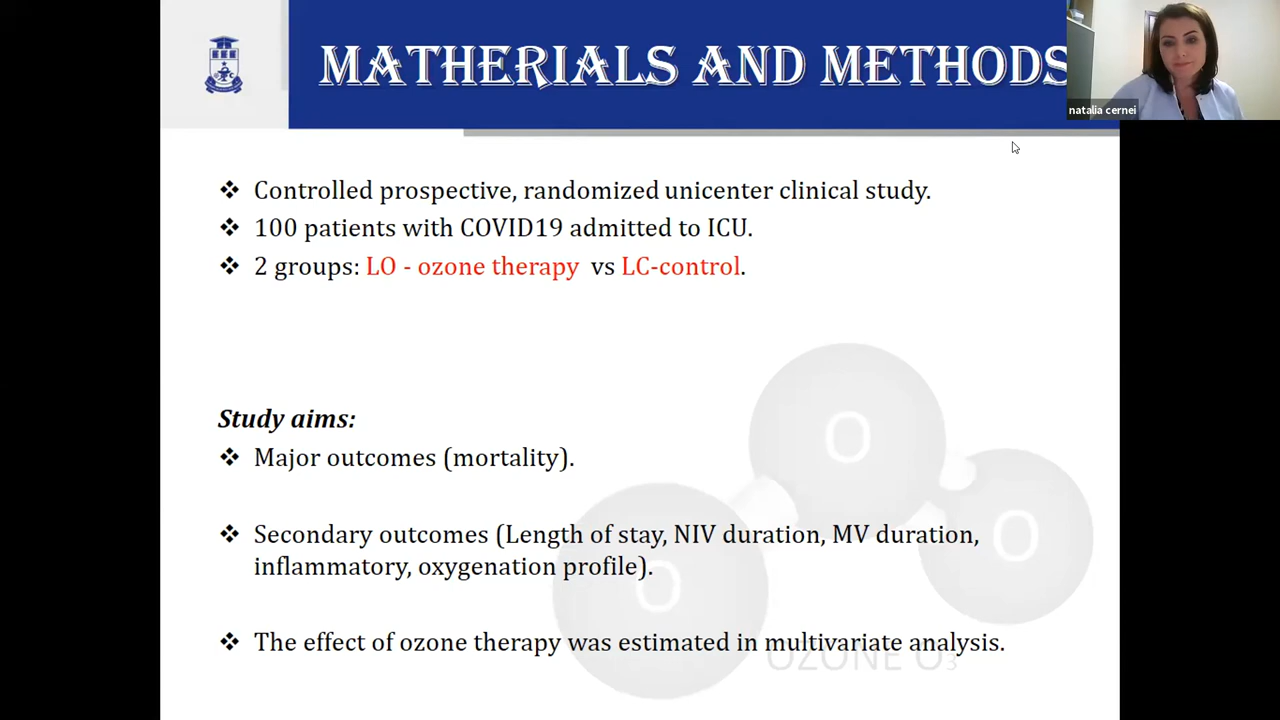 MATHERIALS AND METHODS
natalia cernei
❖ Controlled prospective, randomized unicenter clinical study.
❖ 100 patients with COVID19 admitted to ICU.
❖ 2 groups: LO - ozone therapy vs LC-control.
Study aims:
❖ Major outcomes (mortality).
❖ Secondary outcomes (Length of stay, NIV duration, MV duration,
inflammatory, oxygenation profile).
❖ The effect of ozone therapy was estimated in multivariate analysis.
O
O
O
OZONE O₃